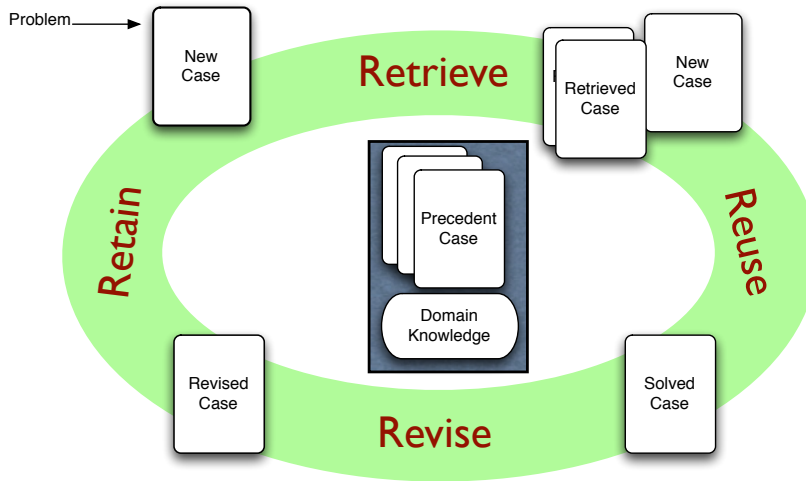 Problem
New
Case
Retrieve
Retrieved
Case
New
Case
Retain
Precedent
Case
Reuse
Domain
Knowledge
Revised
Case
Solved
Case
Revise